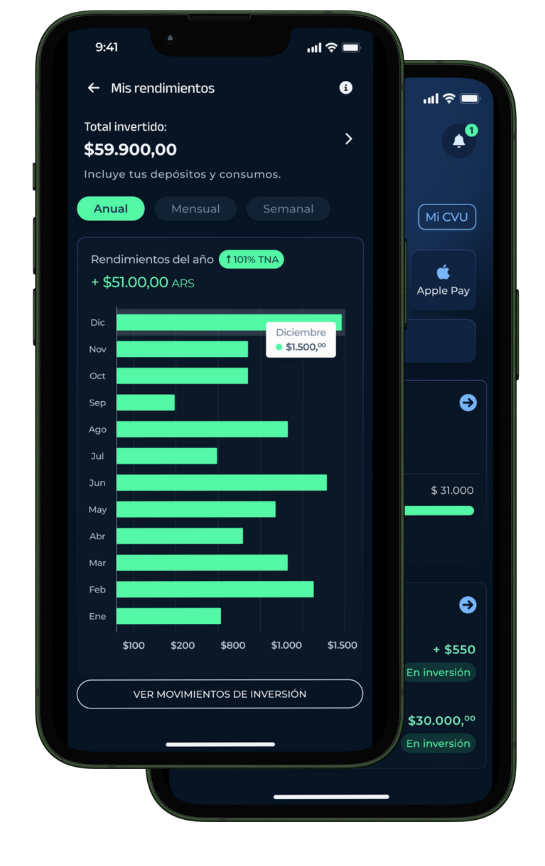 9:41
Mis rendimientos
Total invertido:
$59.900,00
Incluye tus depósitos y consumos.
Anual Mensual Semanal
Rendimientos del año ↑101% TNA
+ $51.00,00 ARS
Dic
Diciembre
$1.500,⁰⁰
Nov
Oct
Sep
Ago
Jul
Jun
May
Abr
Mar
Feb
Ene
$100 $200 $800 $1.000 $1.500
VER MOVIMIENTOS DE INVERSIÓN
1
Mi CVU
Apple Pay
$ 31.000
+ $550
En inversión
$30.000,⁰⁰
En inversión